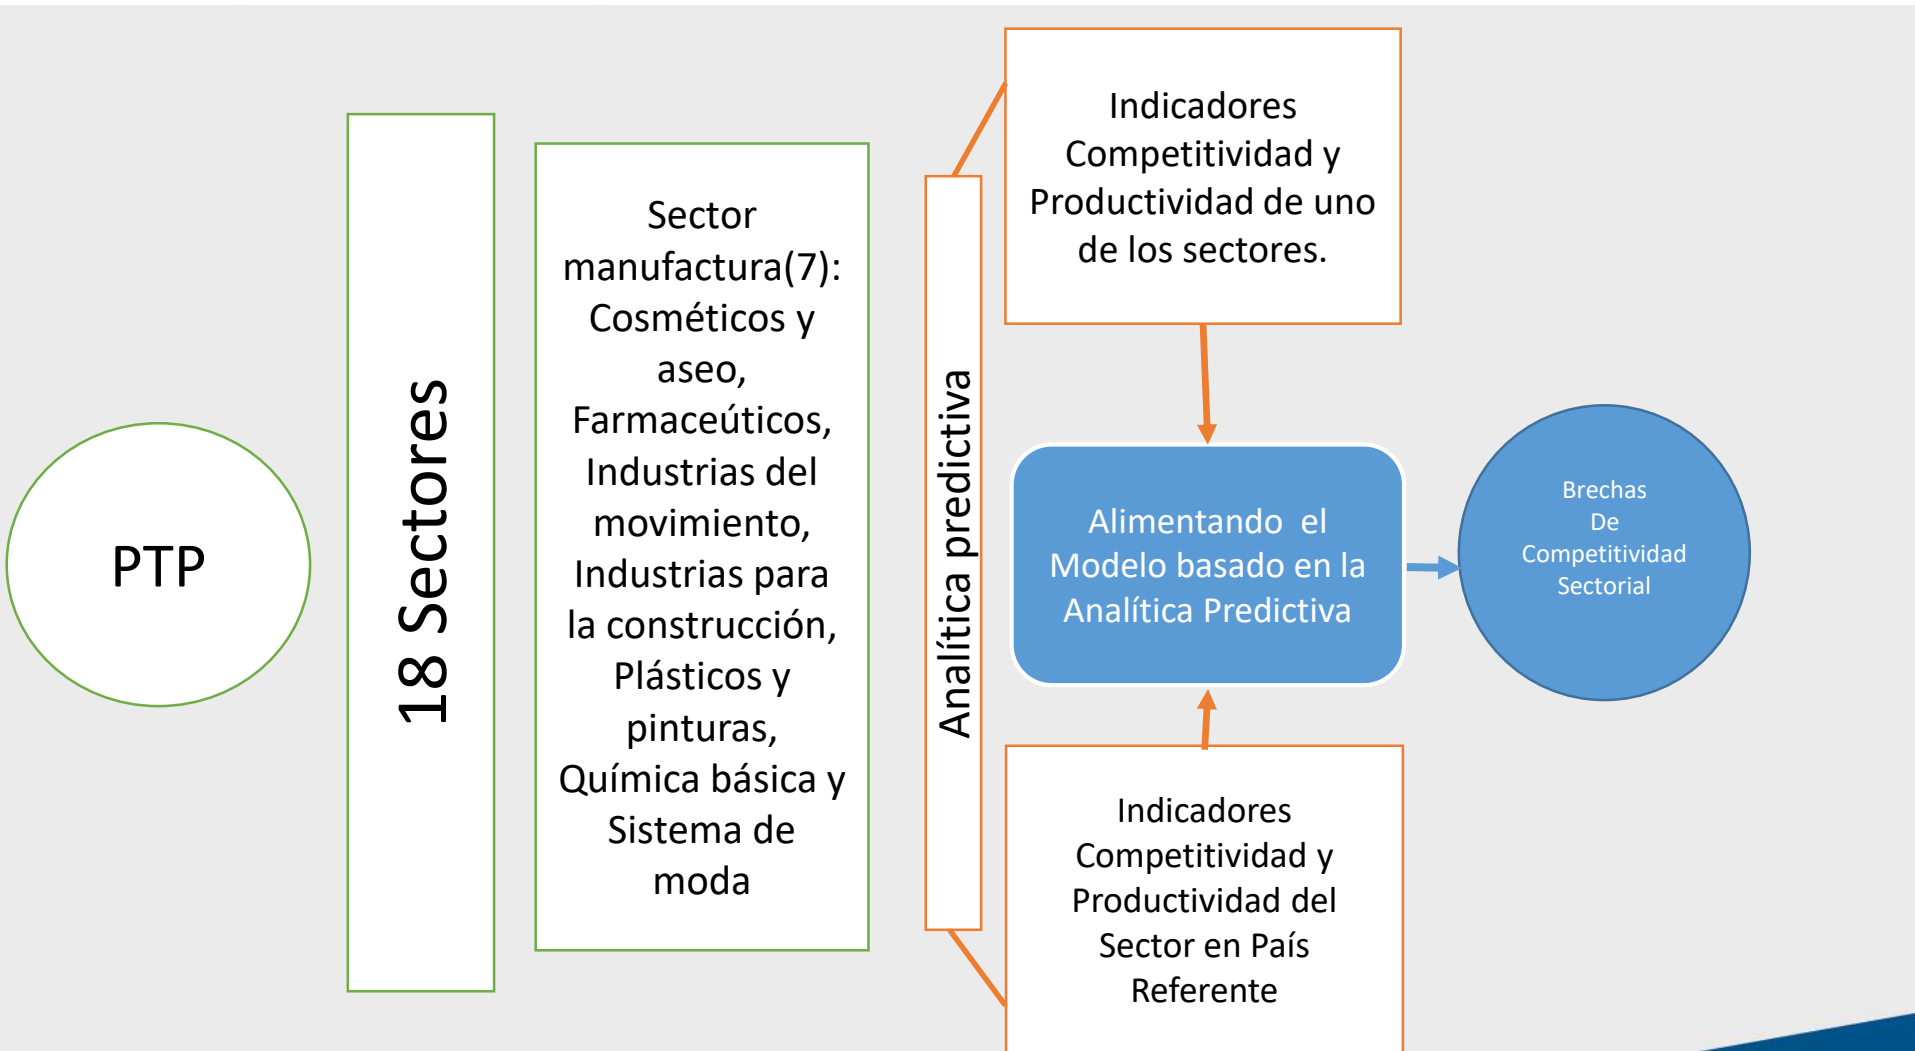 PTP
18 Sectores
Sector
manufactura(7):
Cosméticos y
aseo,
Farmaceúticos,
Industrias del
movimiento,
Industrias para
la construcción,
Plásticos y
pinturas,
Química básica y
Sistema de
moda
Analítica predictiva
Indicadores
Competitividad y
Productividad de uno
de los sectores.
Alimentando el
Modelo basado en la
Analítica Predictiva
Indicadores
Competitividad y
Productividad del
Sector en País
Referente
Brechas
De
Competitividad
Sectorial